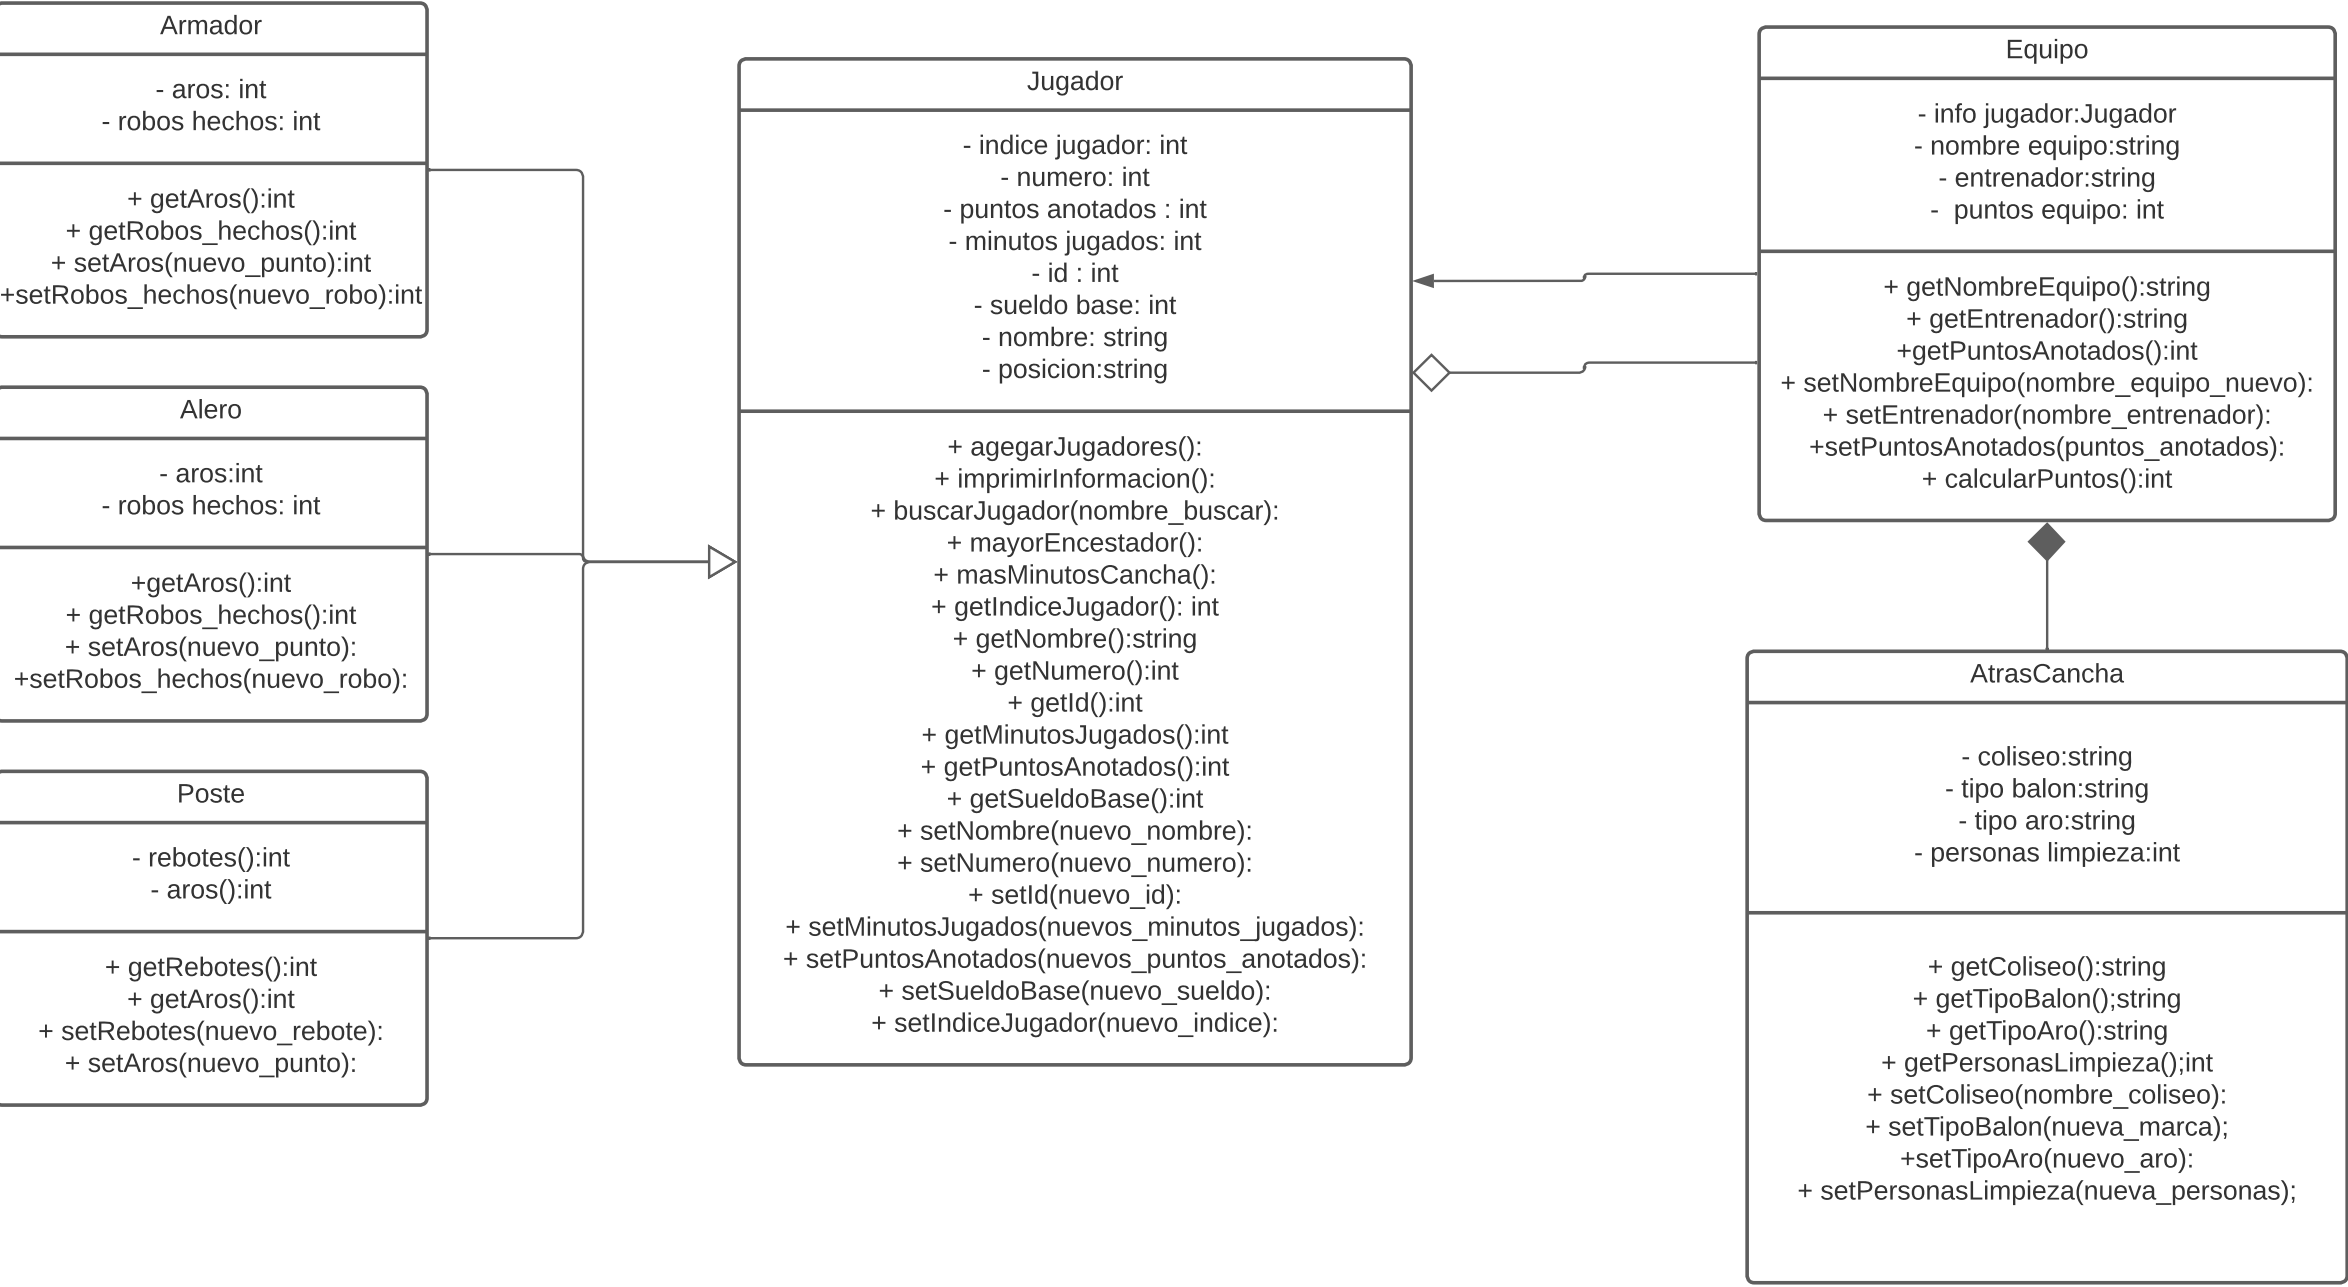 Armador
- aros: int
- robos hechos: int
+ getAros():int
+ getRobos_hechos():int
+ setAros(nuevo_punto):int
+setRobos_hechos(nuevo_robo):int
Alero
- aros:int
- robos hechos: int
+getAros():int
+ getRobos_hechos():int
+ setAros(nuevo_punto):
+setRobos_hechos(nuevo_robo):
Poste
- rebotes():int
- aros():int
+ getRebotes():int
+ getAros():int
+ setRebotes(nuevo_rebote):
+ setAros(nuevo_punto):
Jugador
- indice jugador: int
- numero: int
- puntos anotados : int
- minutos jugados: int
- id : int
- sueldo base: int
- nombre: string
- posicion:string
+ agegarJugadores():
+ imprimirInformacion():
+ buscarJugador(nombre_buscar):
+ mayorEncestador():
+ masMinutosCancha():
+ getIndiceJugador(): int
+ getNombre():string
+ getNumero():int
+ getId():int
+ getMinutosJugados():int
+ getPuntosAnotados():int
+ getSueldoBase():int
+ setNombre(nuevo_nombre):
+ setNumero(nuevo_numero):
+ setId(nuevo_id):
+ setMinutosJugados(nuevos_minutos_jugados):
+ setPuntosAnotados(nuevos_puntos_anotados):
+ setSueldoBase(nuevo_sueldo):
+ setIndiceJugador(nuevo_indice):
Equipo
- info jugador:Jugador
- nombre equipo:string
- entrenador:string
-  puntos equipo: int
+ getNombreEquipo():string
+ getEntrenador():string
+getPuntosAnotados():int
+ setNombreEquipo(nombre_equipo_nuevo):
+ setEntrenador(nombre_entrenador):
+setPuntosAnotados(puntos_anotados):
+ calcularPuntos():int
AtrasCancha
- coliseo:string
- tipo balon:string
- tipo aro:string
- personas limpieza:int
+ getColiseo():string
+ getTipoBalon();string
+ getTipoAro():string
+ getPersonasLimpieza();int
+ setColiseo(nombre_coliseo):
+ setTipoBalon(nueva_marca);
+setTipoAro(nuevo_aro):
+ setPersonasLimpieza(nueva_personas);